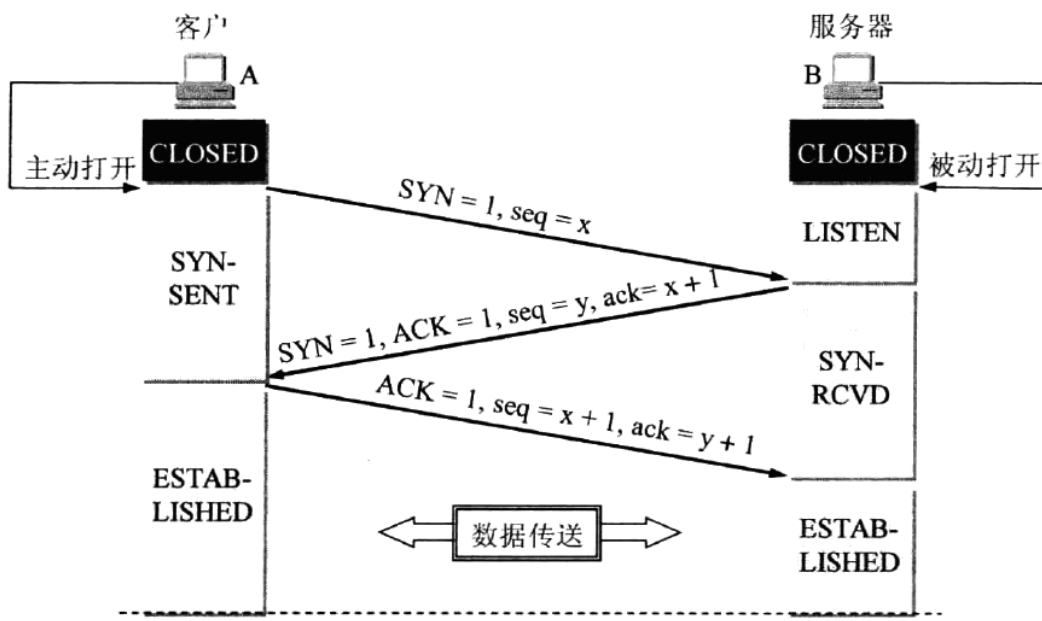 客户
服务器
A
B
CLOSED
CLOSED
主动打开
被动打开
SYN = 1, seq = x
LISTEN
SYN-
SENT
SYN = 1, ACK = 1, seq = y, ack= x + 1
SYN-
RCVD
ACK = 1, seq = x + 1, ack = y + 1
ESTAB-
LISHED
数据传送
ESTAB-
LISHED